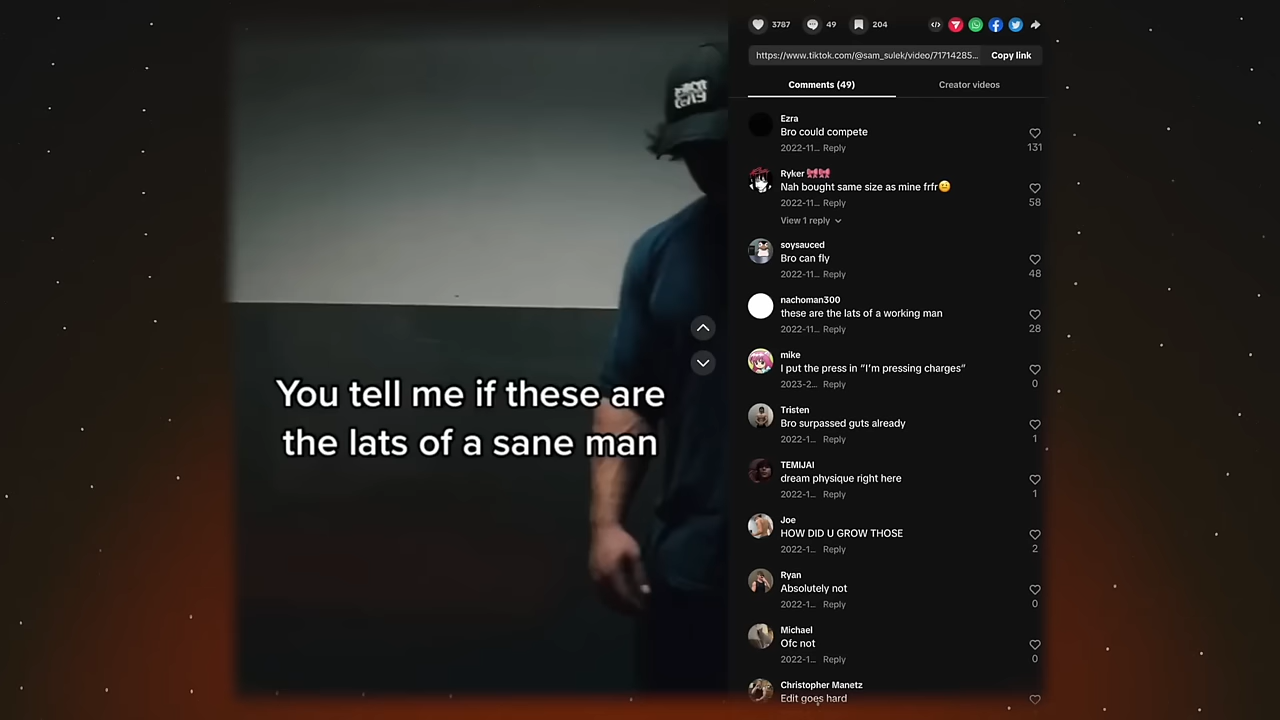 You tell me if these are
the lats of a sane man
3787
49
204
https://www.tiktok.com/@sam_sulek/video/71714285...
Copy link
Comments (49)
Creator videos
Ezra
Bro could compete
2022-11... Reply
131
Ryker 🎀🎀
Nah bought same size as mine frfr🫤
2022-11... Reply
58
View 1 reply
soysauced
Bro can fly
2022-11... Reply
48
nachoman300
these are the lats of a working man
2022-11... Reply
28
mike
I put the press in “I’m pressing charges”
2023-2... Reply
0
Tristen
Bro surpassed guts already
2022-1... Reply
1
TEMIJAI
dream physique right here
2022-1... Reply
1
Joe
HOW DID U GROW THOSE
2022-1... Reply
2
Ryan
Absolutely not
2022-1... Reply
0
Michael
Ofc not
2022-1... Reply
0
Christopher Manetz
Edit goes hard